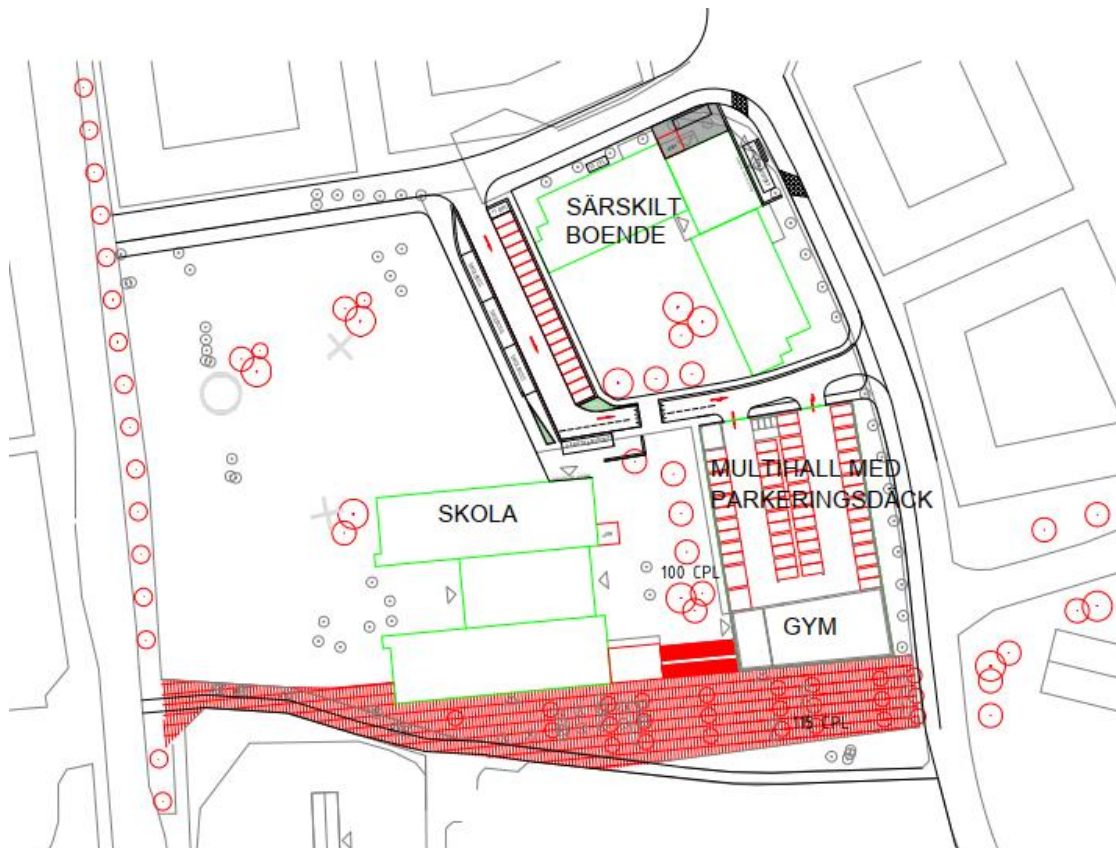 SÄRSKILT
BOENDE
MULTIHALL MED
PARKERINGSDÄCK
SKOLA
100 CPL
GYM
115 CPL